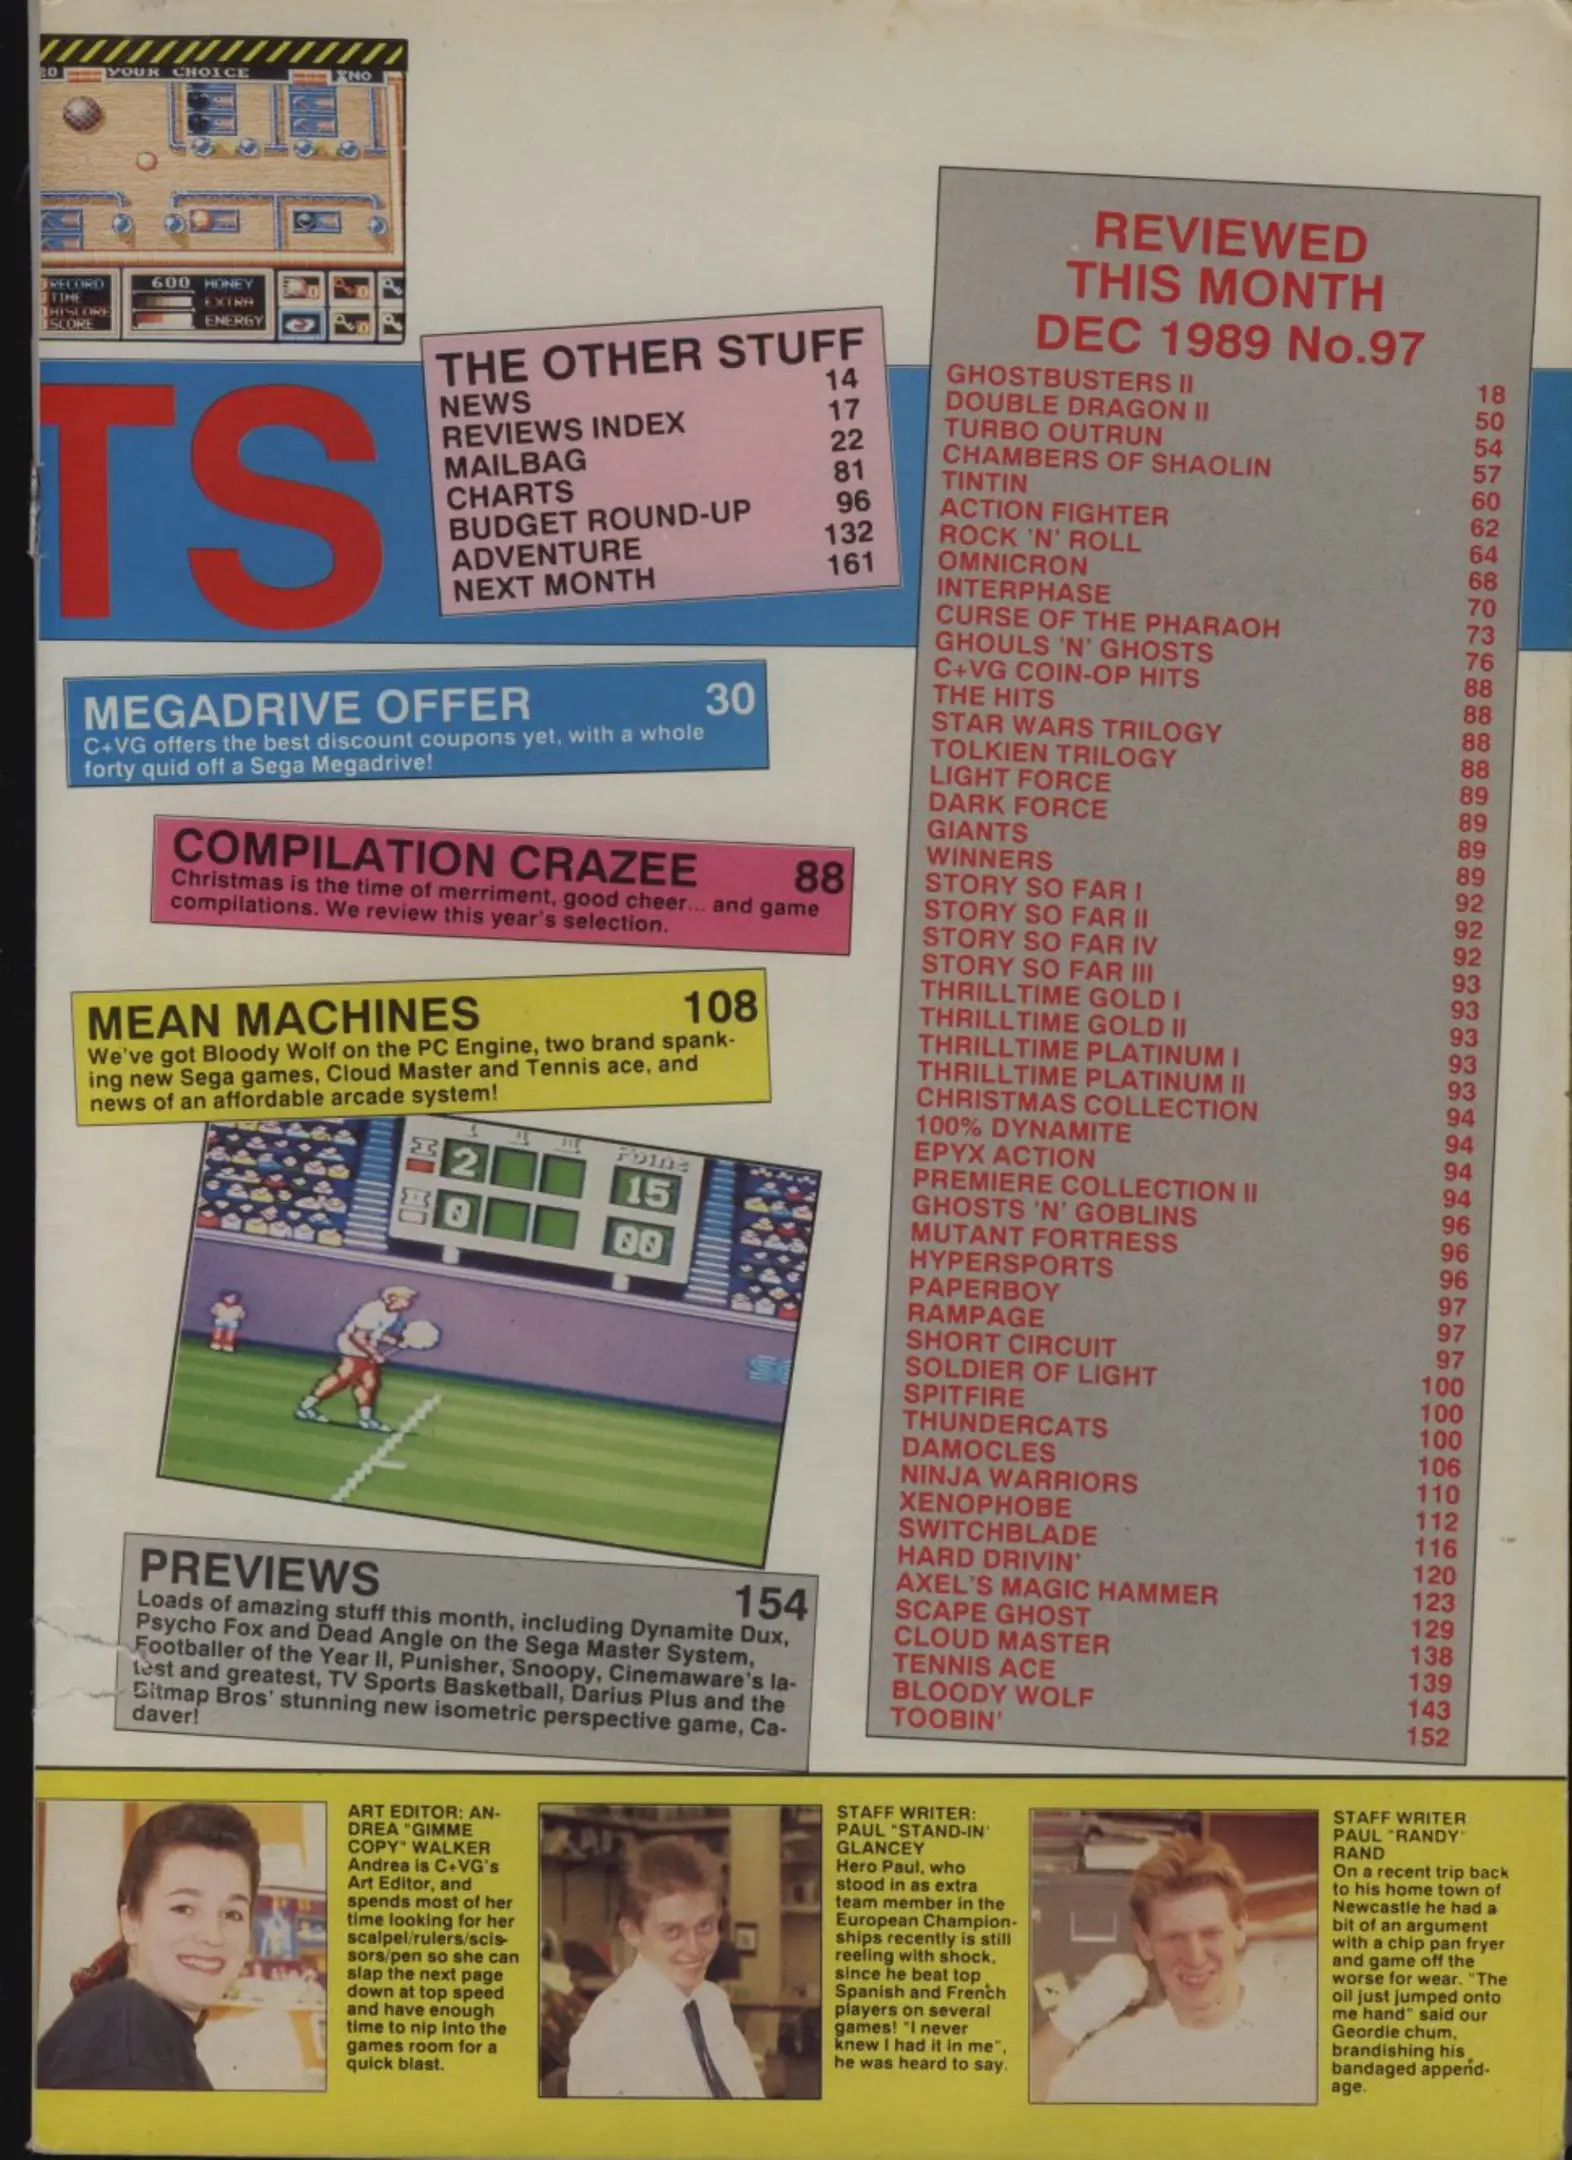 YOUR CHOICE
RECORD
TIME
HISCORE
SCORE
600 MONEY
EXTRA
ENERGY
TS
THE OTHER STUFF
NEWS 14
REVIEWS INDEX 17
MAILBAG 22
CHARTS 81
BUDGET ROUND-UP 96
ADVENTURE 132
NEXT MONTH 161
MEGADRIVE OFFER 30
C+VG offers the best discount coupons yet, with a whole
forty quid off a Sega Megadrive!
COMPILATION CRAZEE 88
Christmas is the time of merriment, good cheer... and game
compilations. We review this year's selection.
MEAN MACHINES 108
We've got Bloody Wolf on the PC Engine, two brand spank-
ing new Sega games, Cloud Master and Tennis ace, and
news of an affordable arcade system!
I II III Points
I 2 15
II 0 00
PREVIEWS 154
Loads of amazing stuff this month, including Dynamite Dux,
Psycho Fox and Dead Angle on the Sega Master System,
Footballer of the Year II, Punisher, Snoopy, Cinemaware's la-
test and greatest, TV Sports Basketball, Darius Plus and the
Bitmap Bros' stunning new isometric perspective game, Ca-
daver!
REVIEWED
THIS MONTH
DEC 1989 No.97
GHOSTBUSTERS II 18
DOUBLE DRAGON II 50
TURBO OUTRUN 54
CHAMBERS OF SHAOLIN 57
TINTIN 60
ACTION FIGHTER 62
ROCK 'N' ROLL 64
OMNICRON 68
INTERPHASE 70
CURSE OF THE PHARAOH 73
GHOULS 'N' GHOSTS 76
C+VG COIN-OP HITS 88
THE HITS 88
STAR WARS TRILOGY 88
TOLKIEN TRILOGY 88
LIGHT FORCE 89
DARK FORCE 89
GIANTS 89
WINNERS 89
STORY SO FAR I 92
STORY SO FAR II 92
STORY SO FAR IV 92
STORY SO FAR III 93
THRILLTIME GOLD I 93
THRILLTIME GOLD II 93
THRILLTIME PLATINUM I 93
THRILLTIME PLATINUM II 93
CHRISTMAS COLLECTION 94
100% DYNAMITE 94
EPYX ACTION 94
PREMIERE COLLECTION II 94
GHOSTS 'N' GOBLINS 96
MUTANT FORTRESS 96
HYPERSPORTS 96
PAPERBOY 97
RAMPAGE 97
SHORT CIRCUIT 97
SOLDIER OF LIGHT 100
SPITFIRE 100
THUNDERCATS 100
DAMOCLES 106
NINJA WARRIORS 110
XENOPHOBE 112
SWITCHBLADE 116
HARD DRIVIN' 120
AXEL'S MAGIC HAMMER 123
SCAPE GHOST 129
CLOUD MASTER 138
TENNIS ACE 139
BLOODY WOLF 143
TOOBIN' 152
ART EDITOR: AN-
DREA "GIMME
COPY" WALKER
Andrea is C+VG's
Art Editor, and
spends most of her
time looking for her
scalpel/rulers/scis-
sors/pen so she can
slap the next page
down at top speed
and have enough
time to nip into the
games room for a
quick blast.
STAFF WRITER:
PAUL "STAND-IN'
GLANCEY
Hero Paul, who
stood in as extra
team member in the
European Champion-
ships recently is still
reeling with shock,
since he beat top
Spanish and French
players on several
games! "I never
knew I had it in me",
he was heard to say.
STAFF WRITER
PAUL "RANDY"
RAND
On a recent trip back
to his home town of
Newcastle he had a
bit of an argument
with a chip pan fryer
and game off the
worse for wear. "The
oil just jumped onto
me hand" said our
Geordie chum,
brandishing his
bandaged append-
age.